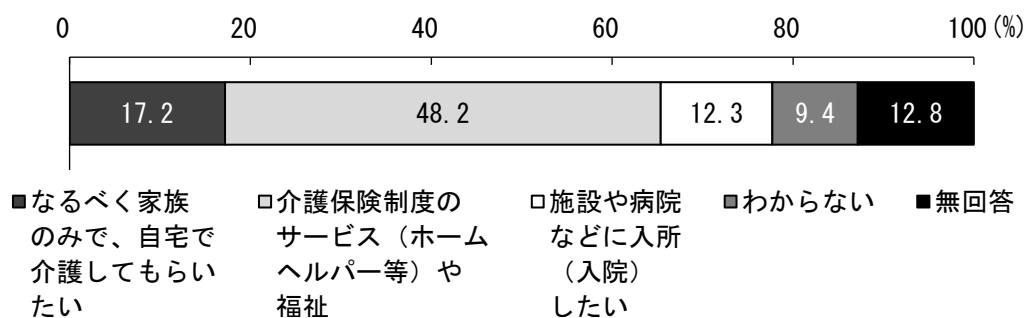 0 20 40 60 80 100 (%)
17.2 48.2 12.3 9.4 12.8
なるべく家族
のみで、自宅で
介護してもらい
たい
介護保険制度の
サービス（ホーム
ヘルパー等）や
福祉
施設や病院
などに入所
（入院）
したい
わからない
無回答